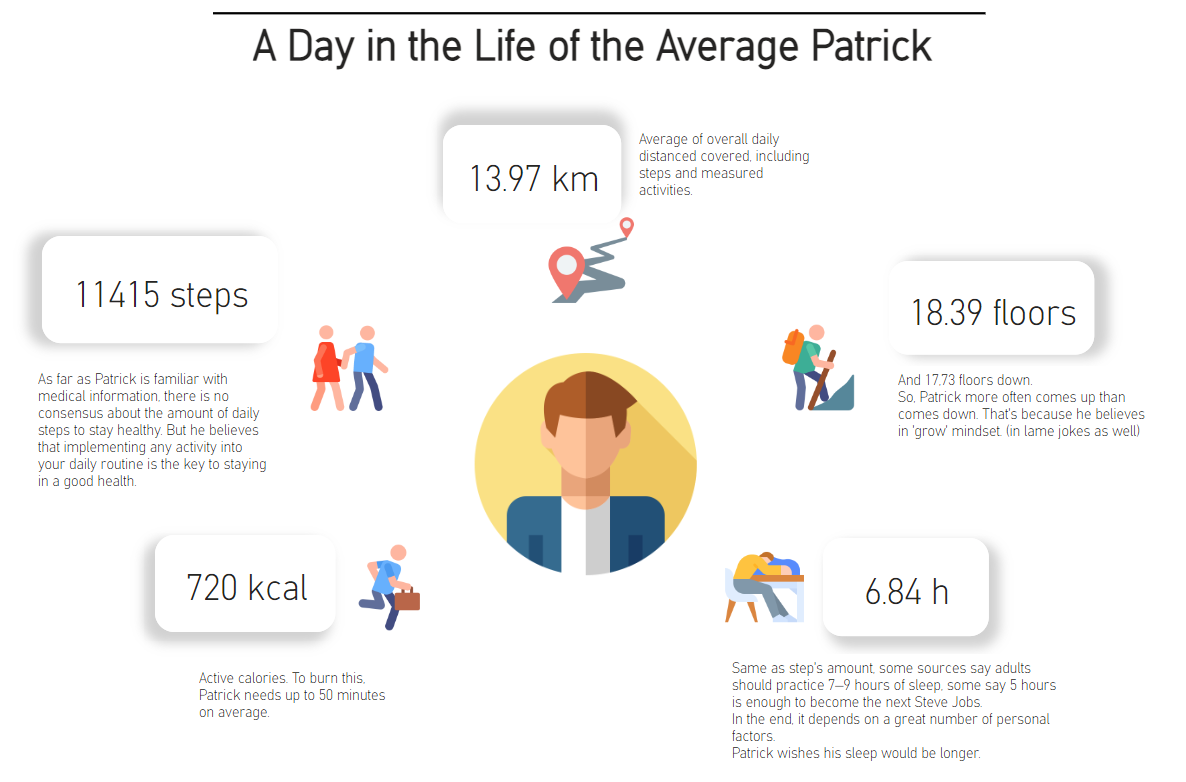 A Day in the Life of the Average Patrick
13.97 km
Average of overall daily
distanced covered, including
steps and measured
activities.
11415 steps
As far as Patrick is familiar with
medical information, there is no
consensus about the amount of daily
steps to stay healthy. But he believes
that implementing any activity into
your daily routine is the key to staying
in a good health.
18.39 floors
And 17.73 floors down.
So, Patrick more often comes up than
comes down. That's because he believes
in 'grow' mindset. (in lame jokes as well)
720 kcal
Active calories. To burn this,
Patrick needs up to 50 minutes
on average.
6.84 h
Same as step's amount, some sources say adults
should practice 7–9 hours of sleep, some say 5 hours
is enough to become the next Steve Jobs.
In the end, it depends on a great number of personal
factors.
Patrick wishes his sleep would be longer.